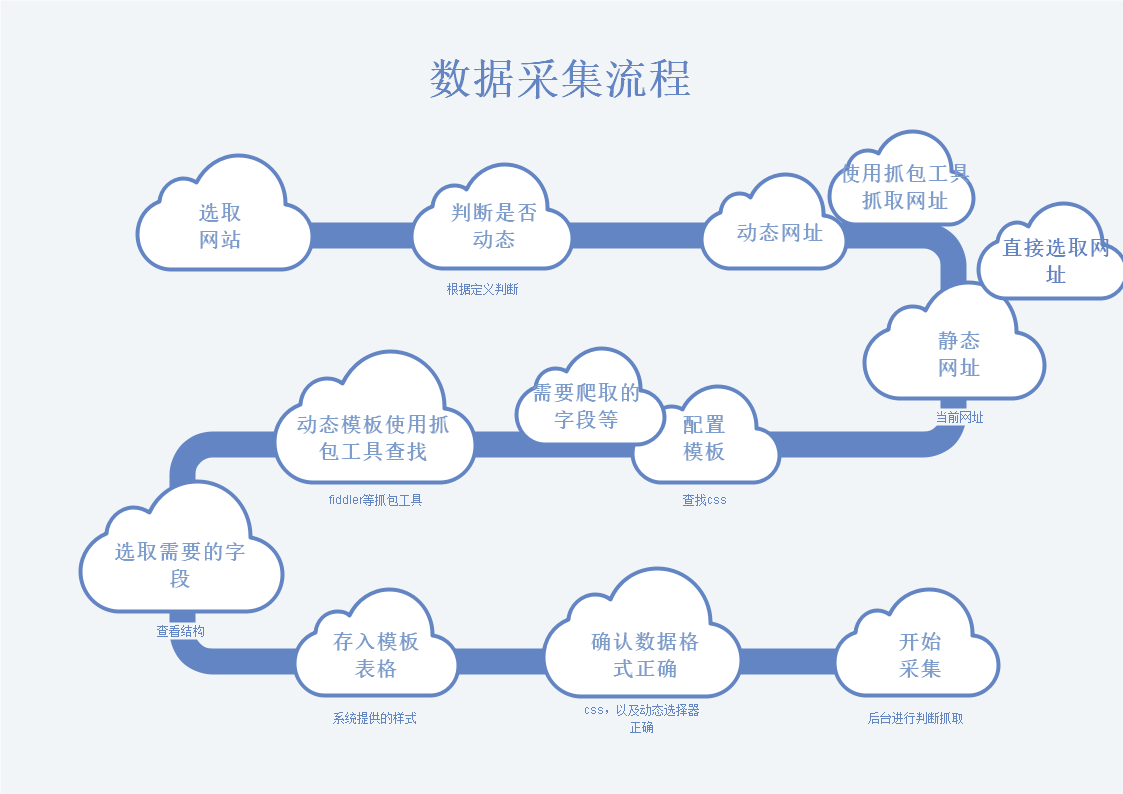 数据采集流程
选取
网站
判断是否
动态
根据定义判断
动态网址
使用抓包工具
抓取网址
直接选取网
址
静态
网址
当前网址
配置
模板
查找css
需要爬取的
字段等
动态模板使用抓
包工具查找
fiddler等抓包工具
选取需要的字
段
查看结构
存入模板
表格
系统提供的样式
确认数据格
式正确
css，以及动态选择器
正确
开始
采集
后台进行判断抓取